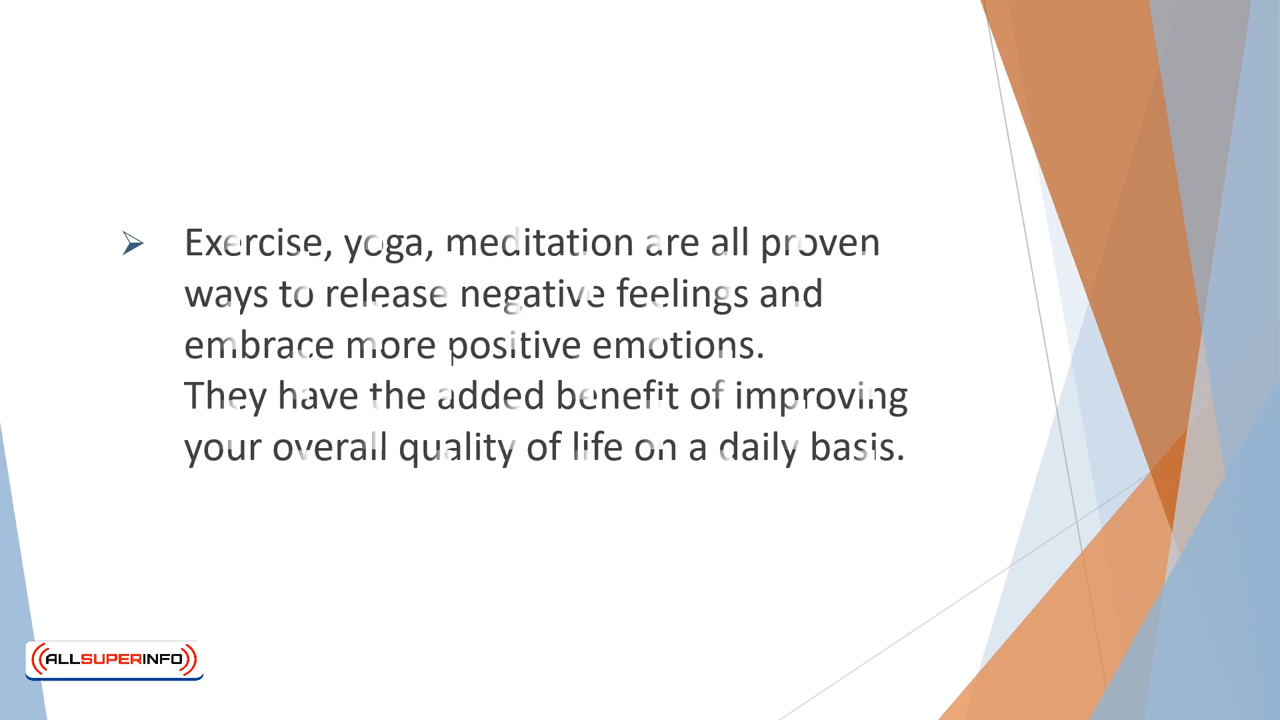 Exercise, yoga, meditation are all proven
ways to release negative feelings and
embrace more positive emotions.
They have the added benefit of improving
your overall quality of life on a daily basis.
ALLSUPERINFO